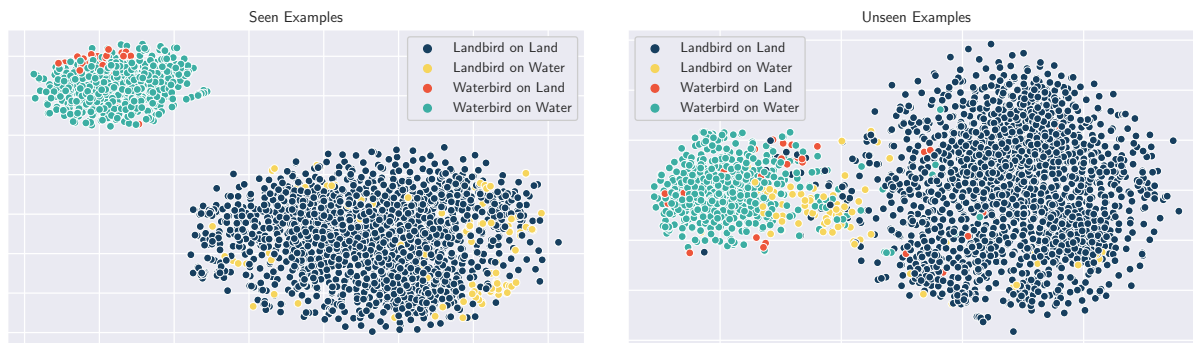 Seen Examples
Landbird on Land
Landbird on Water
Waterbird on Land
Waterbird on Water
Unseen Examples
Landbird on Land
Landbird on Water
Waterbird on Land
Waterbird on Water